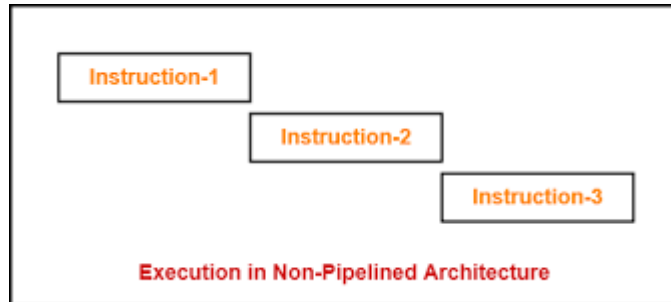 Instruction-1
Instruction-2
Instruction-3
Execution in Non-Pipelined Architecture